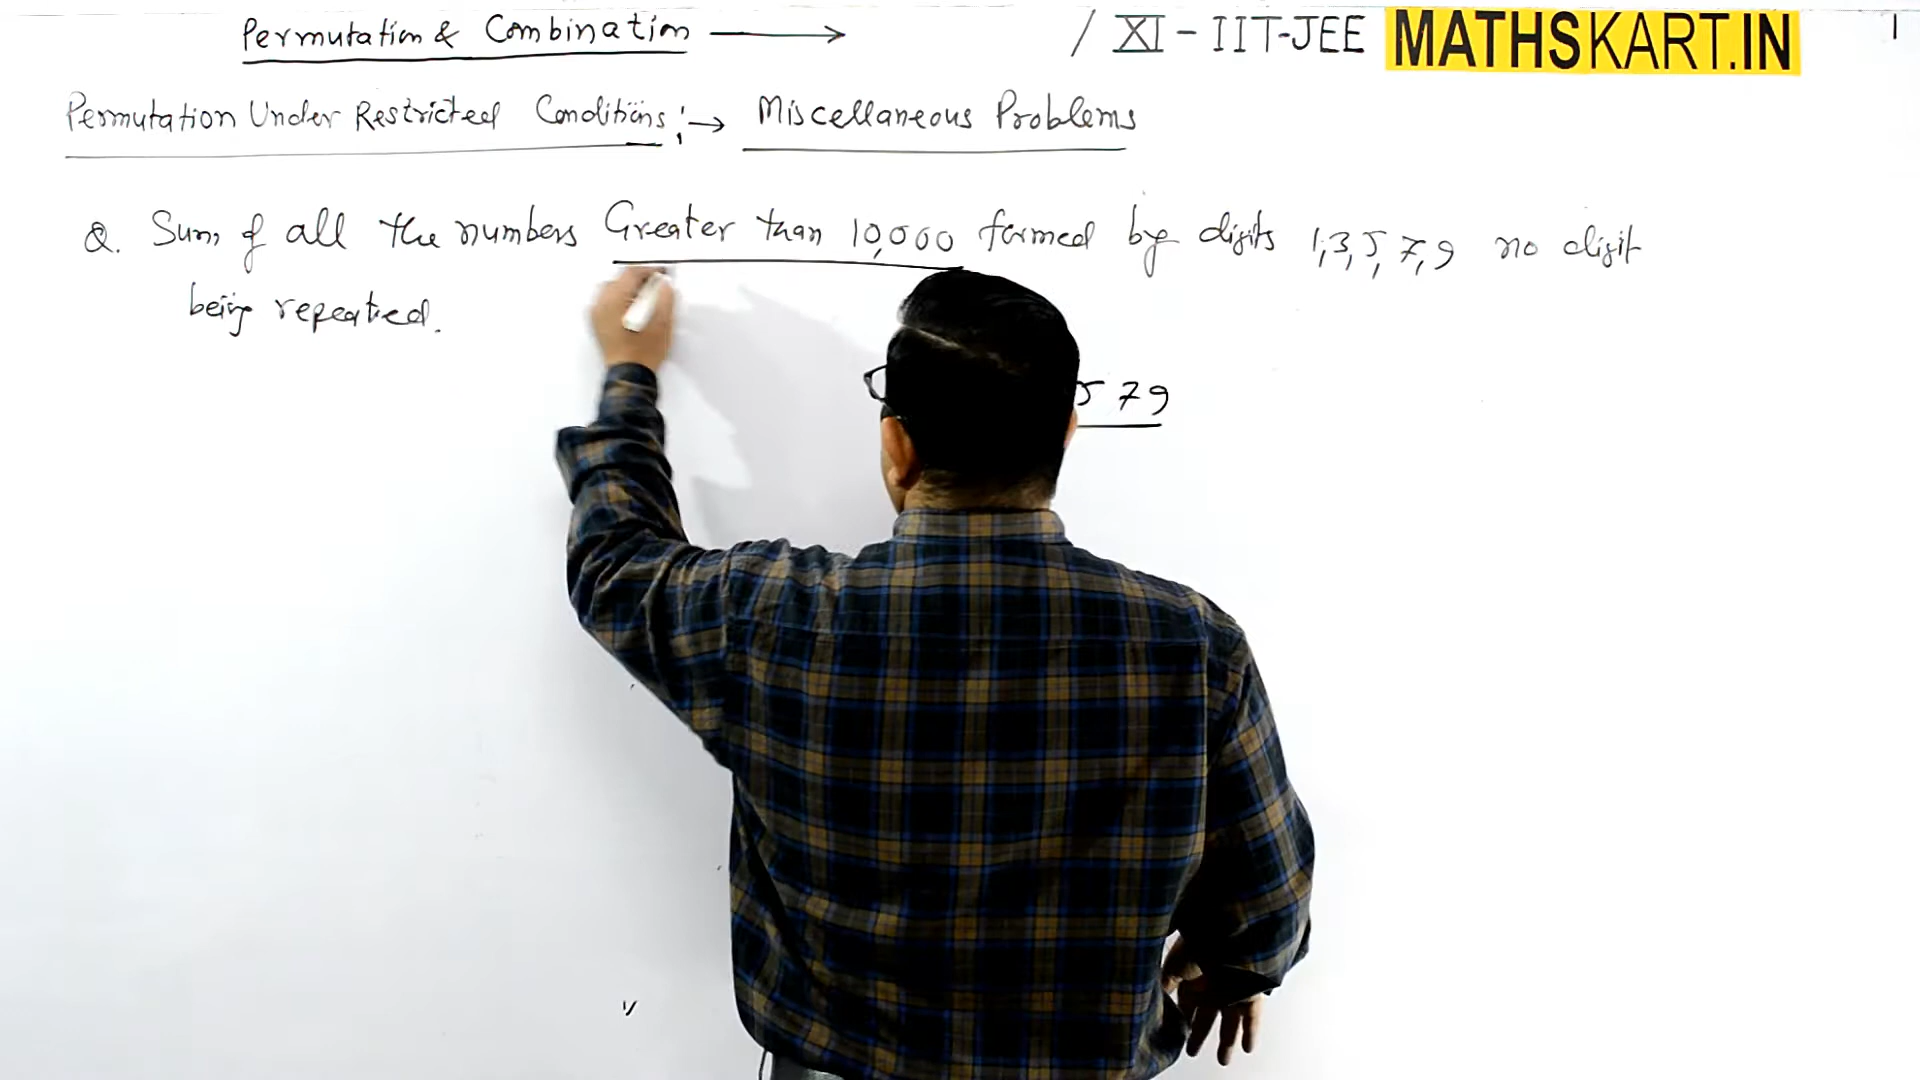 Permutation & Combination → / XI - IIT-JEE MATHSKART.IN 1
Permutation Under Restricted Conditions :→ Miscellaneous Problems
Q. Sum of all the numbers Greater than 10,000 formed by digits 1,3,5,7,9 no digit
being repeated.
5 7 9